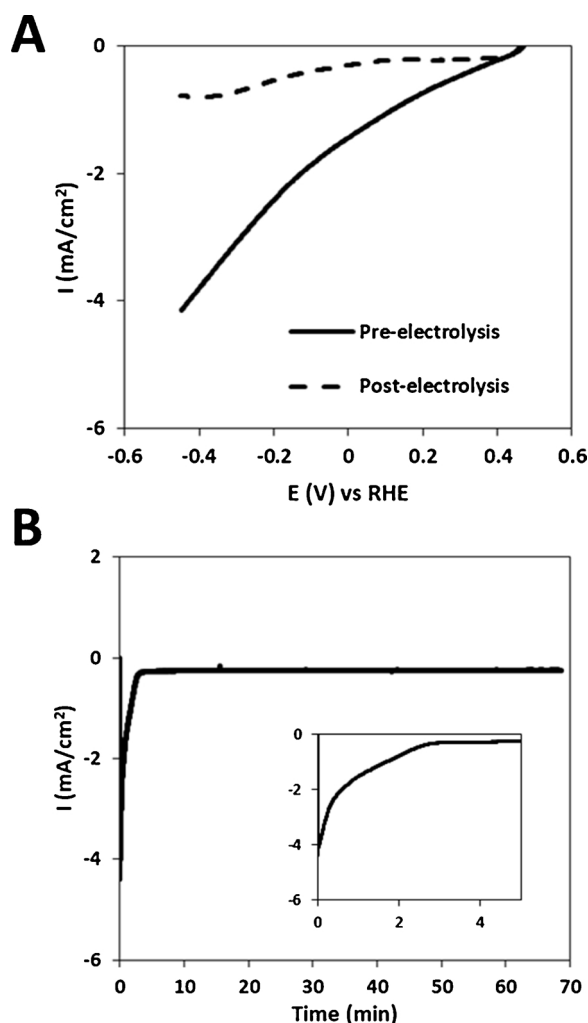 A
0
-2
-4
-6
I (mA/cm²)
Pre-electrolysis
Post-electrolysis
-0.6 -0.4 -0.2 0 0.2 0.4 0.6
E (V) vs RHE
B
2
0
-2
-4
-6
I (mA/cm²)
0
-2
-4
-6
0 2 4
0 10 20 30 40 50 60 70
Time (min)